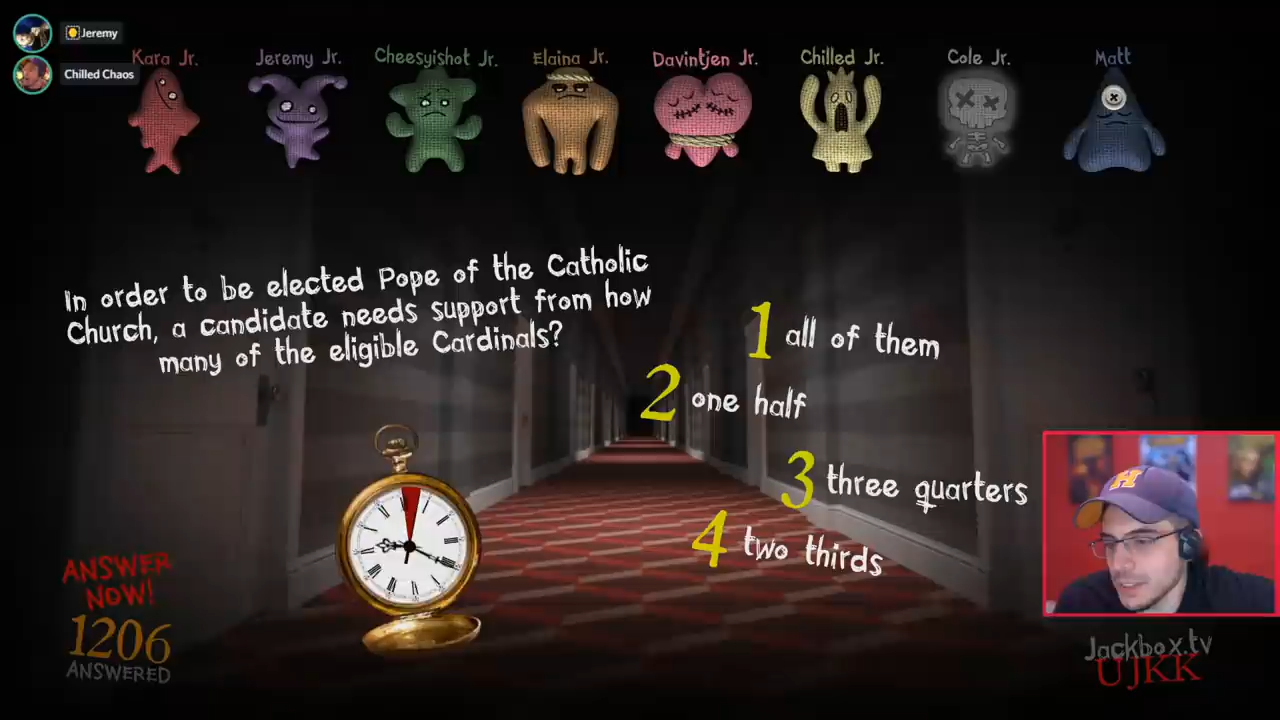 Jeremy
Chilled Chaos
Kara Jr.
Jeremy Jr.
Cheesyishot Jr.
Elaina Jr.
Davintjen Jr.
Chilled Jr.
Cole Jr.
Matt
In order to be elected Pope of the Catholic
Church, a candidate needs support from how
many of the eligible Cardinals?
1 all of them
2 one half
3 three quarters
4 two thirds
ANSWER
NOW!
1206
ANSWERED
H
Jackbox.tv
UJKK